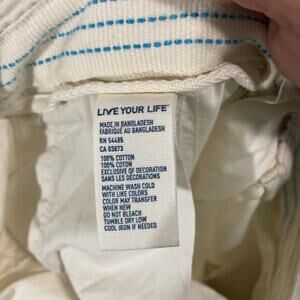 LIVE YOUR LIFE
MADE IN BANGLADESH
FABRIQUÉ AU BANGLADESH
RN 54485
CA 03873
100% COTTON
100% COTON
EXCLUSIVE OF DECORATION
SANS LES DÉCORATIONS
MACHINE WASH COLD
WITH LIKE COLORS
COLOR MAY TRANSFER
WHEN NEW
DO NOT BLEACH
TUMBLE DRY LOW
COOL IRON IF NEEDED